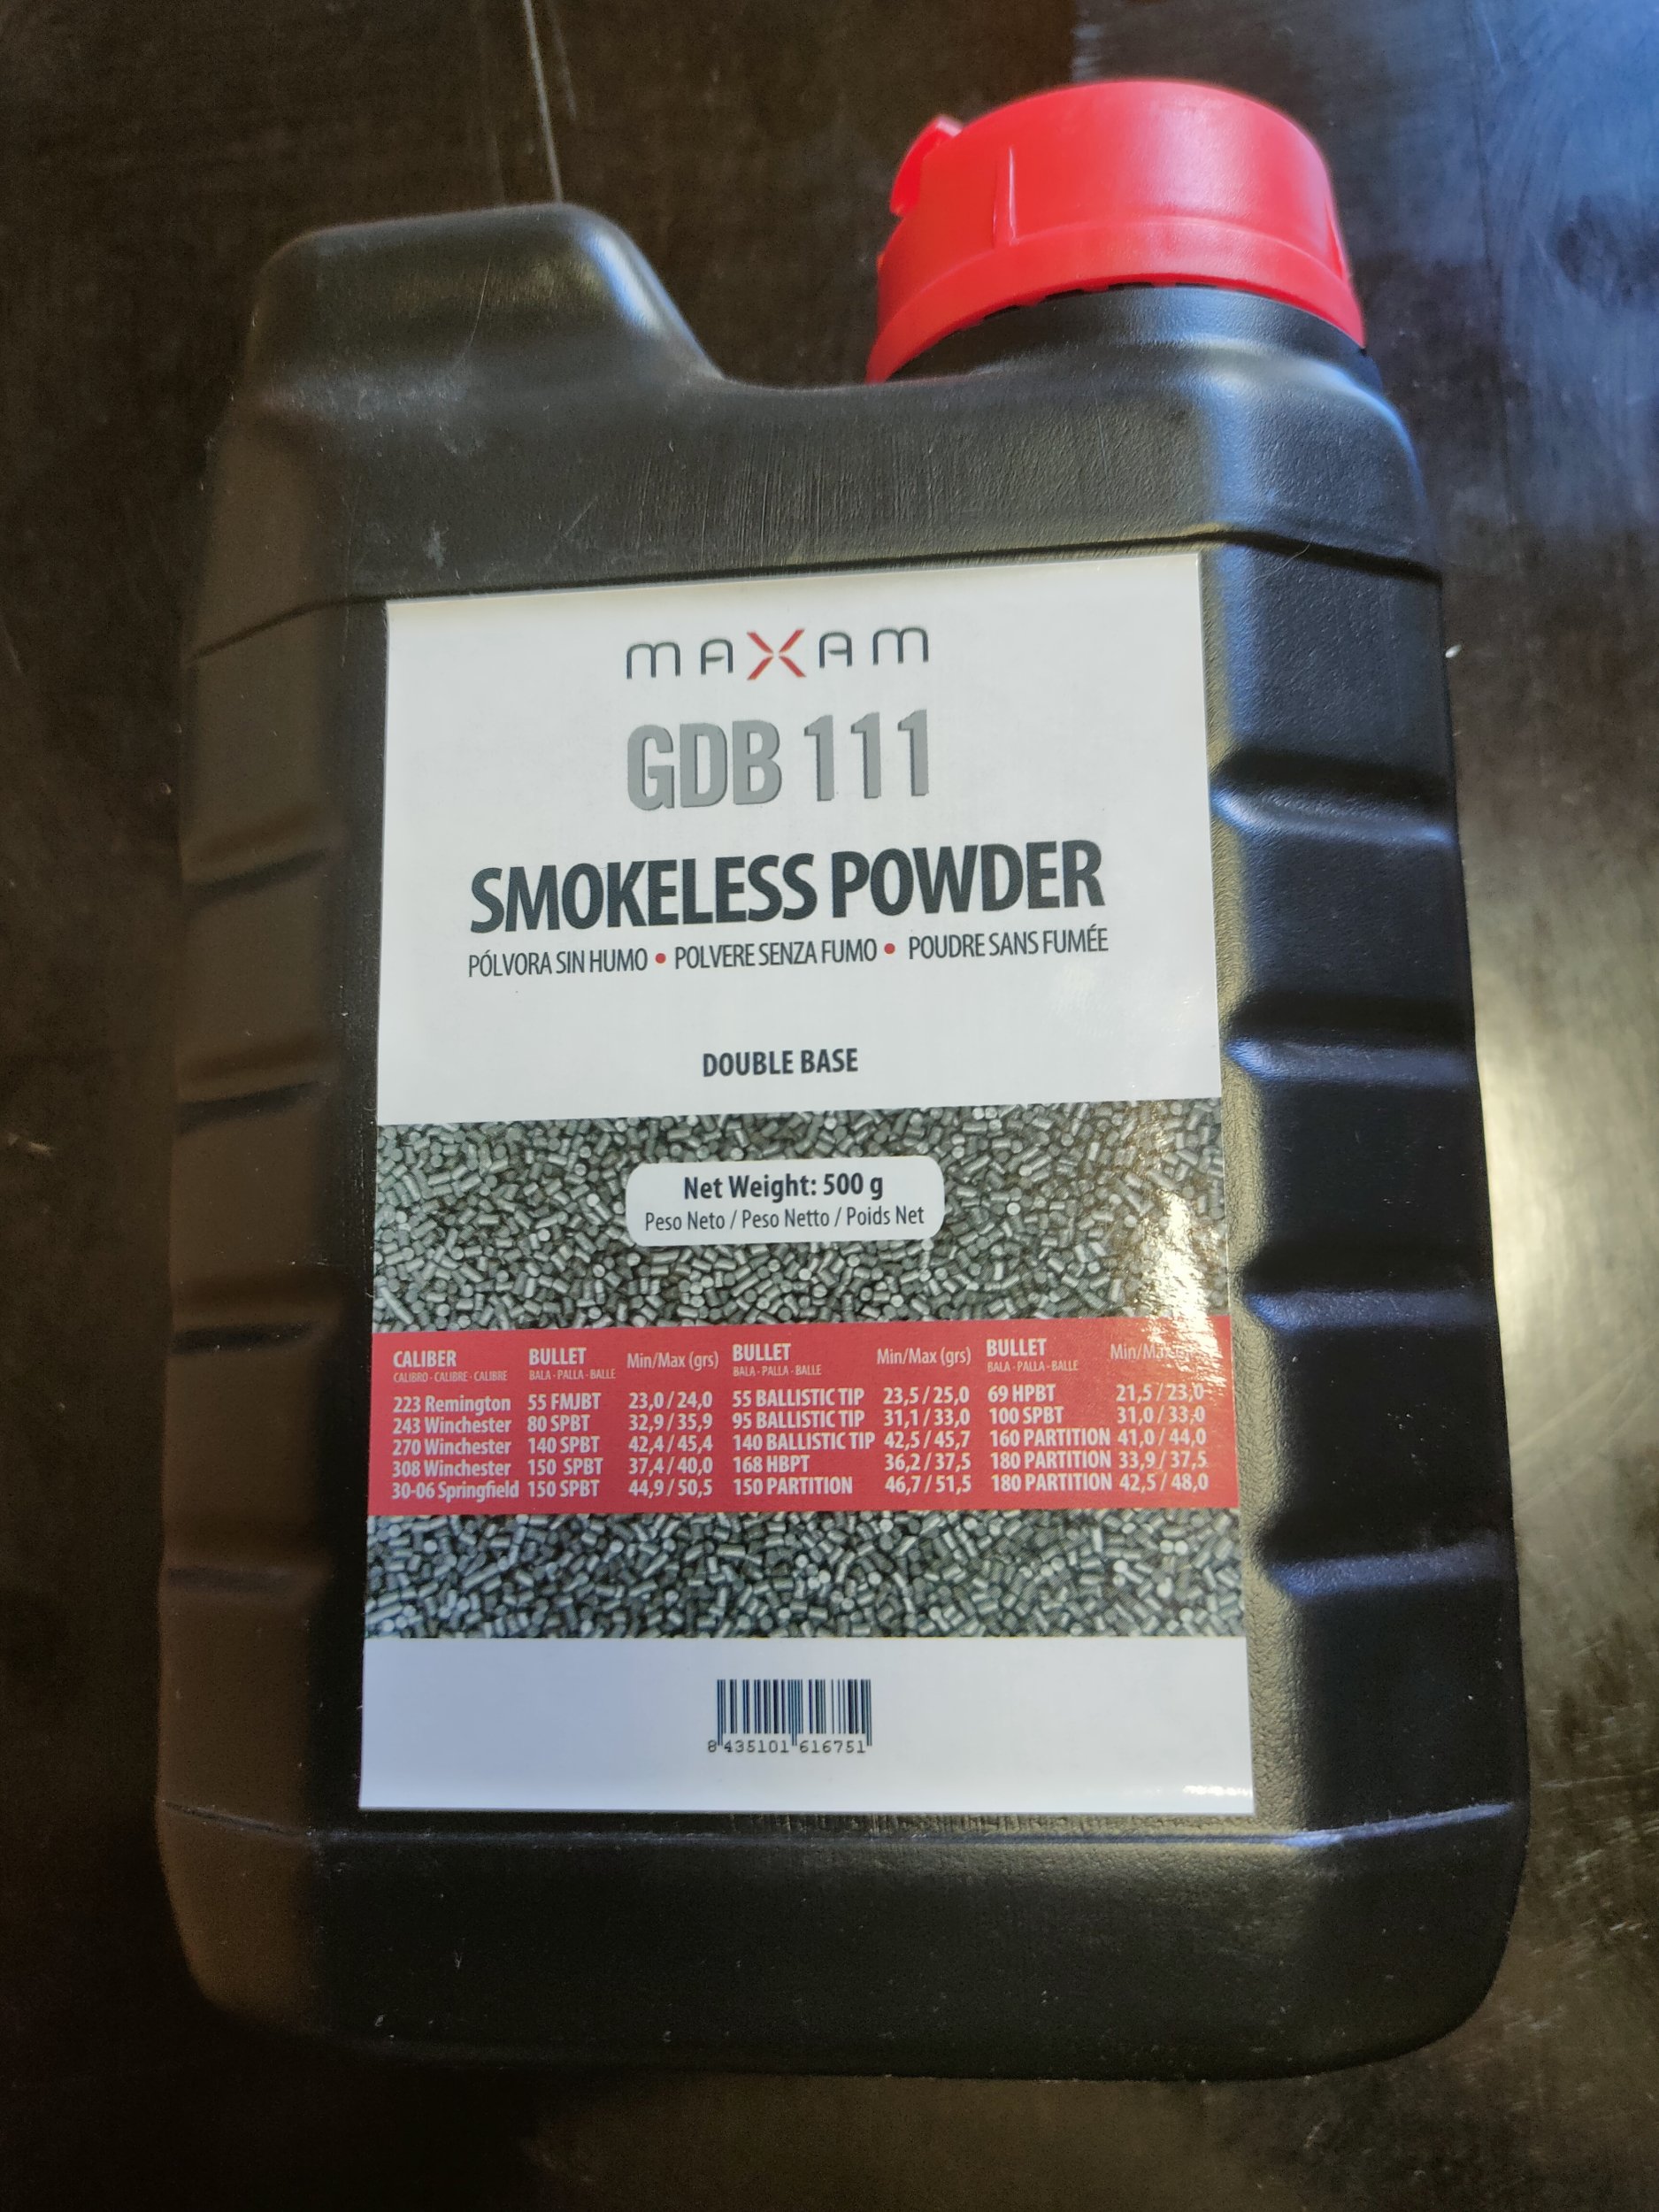 MAXAM
GDB 111
SMOKELESS POWDER
PÓLVORA SIN HUMO • POLVERE SENZA FUMO • POUDRE SANS FUMÉE
DOUBLE BASE
Net Weight: 500 g
Peso Neto / Peso Netto / Poids Net
CALIBER BULLET Min/Max (grs) BULLET Min/Max (grs) BULLET Min/Max
CALIBRO - CALIBRE - CALIBRE BALA - PALLA - BALLE BALA - PALLA - BALLE BALA - PALLA - BALLE
223 Remington 55 FMJBT 23,0 / 24,0 55 BALLISTIC TIP 23,5 / 25,0 69 HPBT 21,5 / 23,0
243 Winchester 80 SPBT 32,9 / 35,9 95 BALLISTIC TIP 31,1 / 33,0 100 SPBT 31,0 / 33,0
270 Winchester 140 SPBT 42,4 / 45,4 140 BALLISTIC TIP 42,5 / 45,7 160 PARTITION 41,0 / 44,0
308 Winchester 150 SPBT 37,4 / 40,0 168 HBPT 36,2 / 37,5 180 PARTITION 33,9 / 37,5
30-06 Springfield 150 SPBT 44,9 / 50,5 150 PARTITION 46,7 / 51,5 180 PARTITION 42,5 / 48,0
8 435101 616751